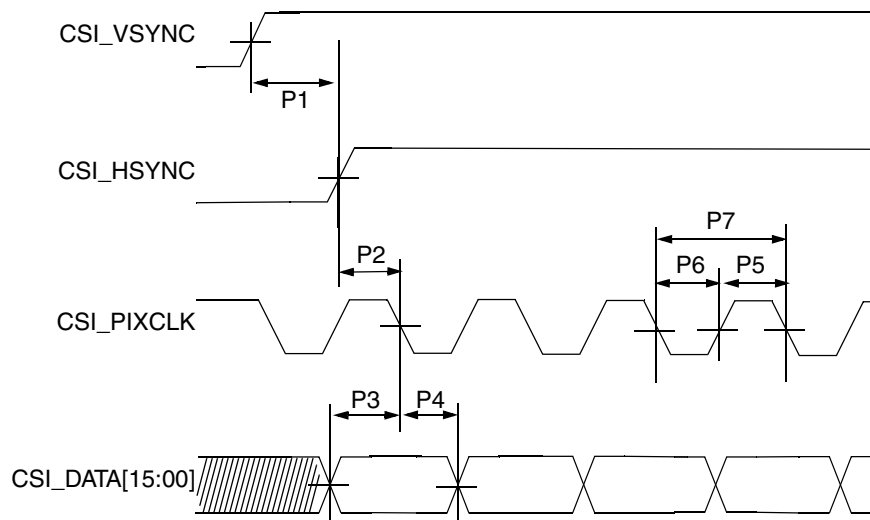 CSI_VSYNC
P1
CSI_HSYNC
P7
P2
P6
P5
CSI_PIXCLK
P3
P4
CSI_DATA[15:00]